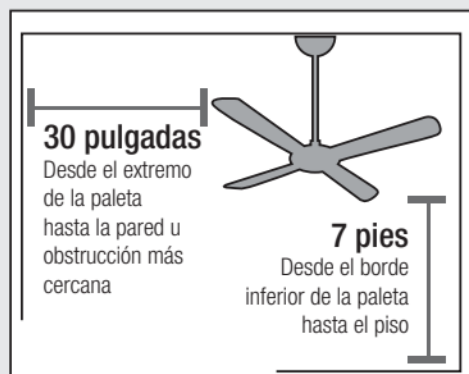 30 pulgadas
Desde el extremo
de la paleta
hasta la pared u
obstrucción más
cercana
7 pies
Desde el borde
inferior de la paleta
hasta el piso